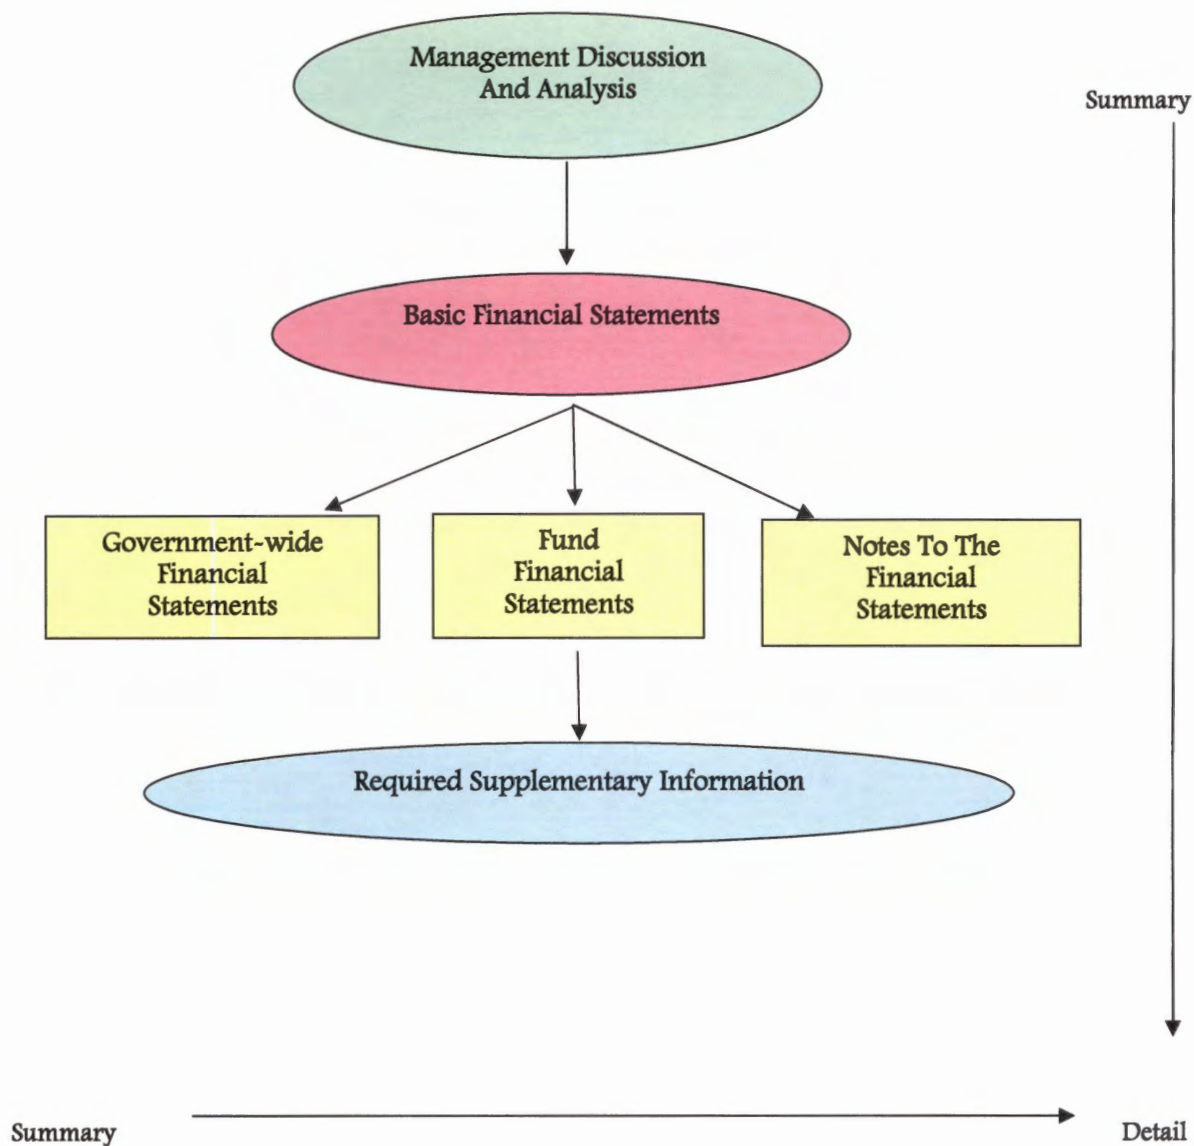 Management Discussion
And Analysis
Summary
Basic Financial Statements
Government-wide
Financial
Statements
Fund
Financial
Statements
Notes To The
Financial
Statements
Required Supplementary Information
Summary
Detail